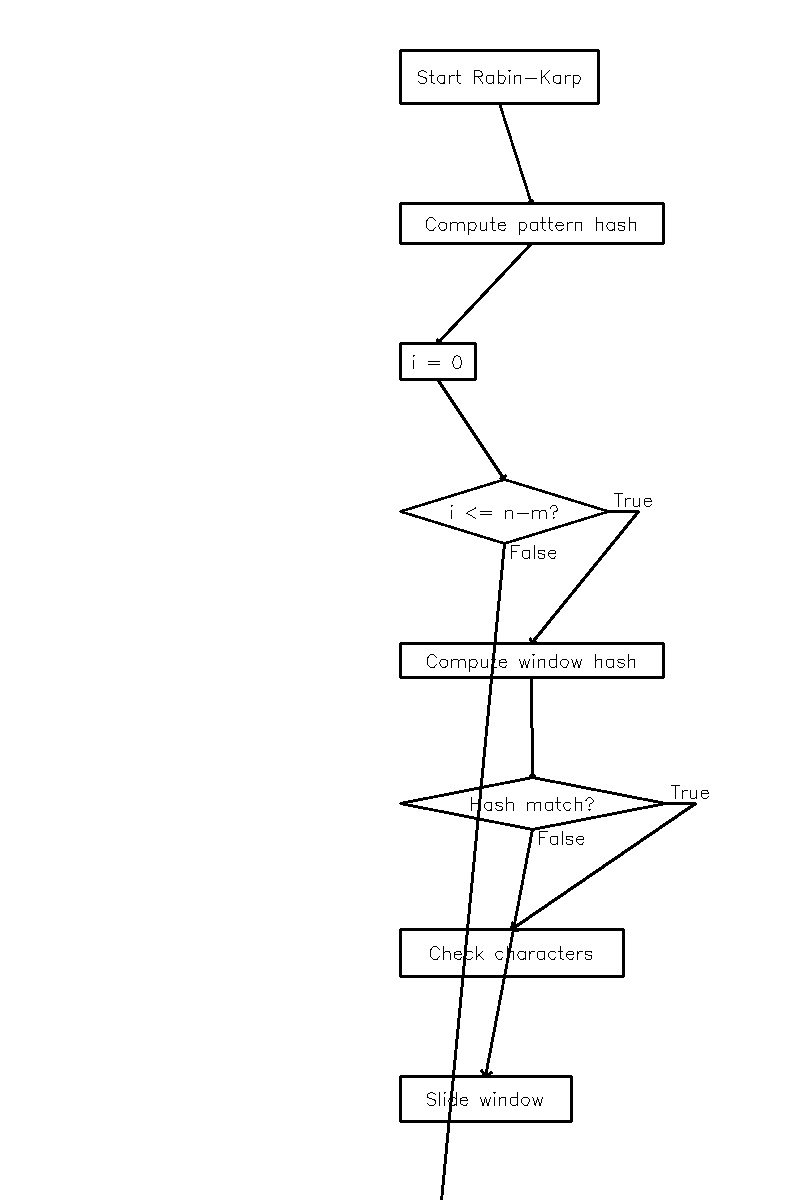 Start Rabin-Karp
Compute pattern hash
i = 0
True
i <= n-m?
False
Compute window hash
True
Hash match?
False
Check characters
Slide window